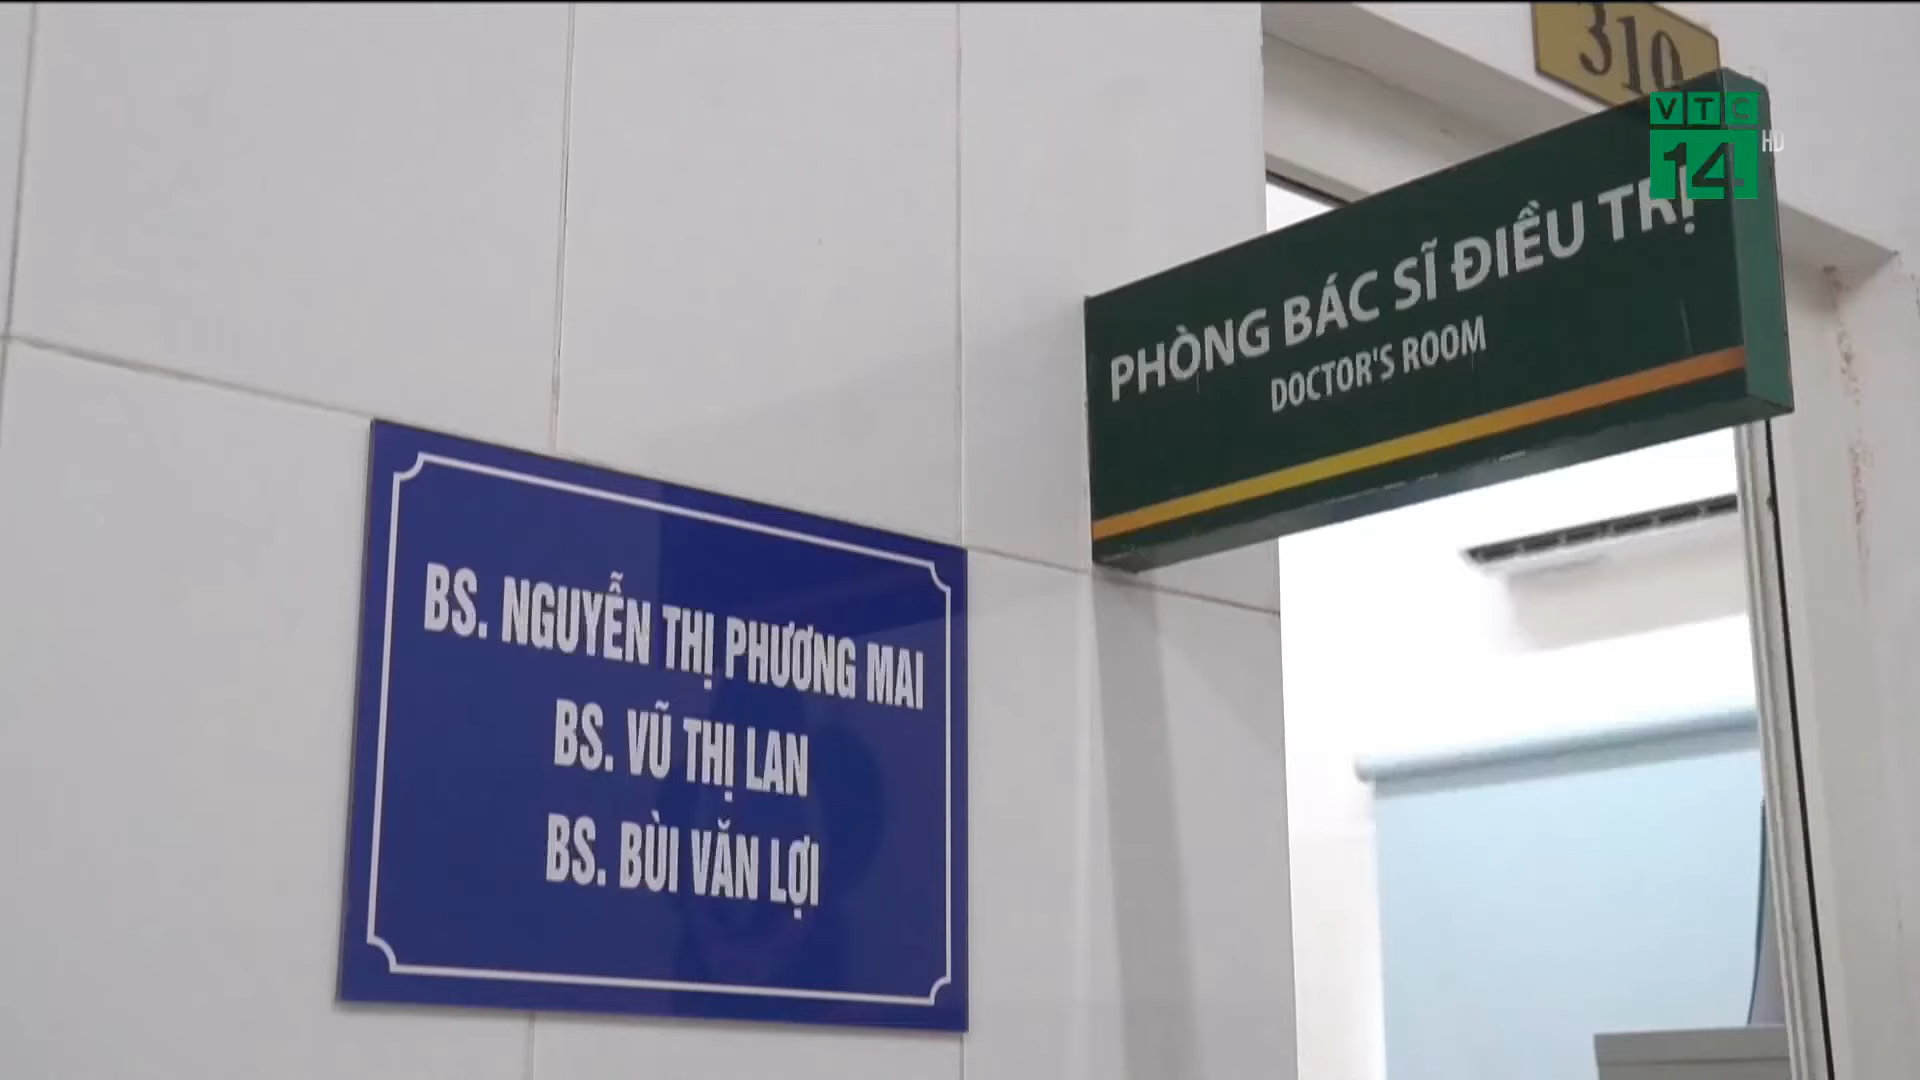 310
VTC
14 HD
PHÒNG BÁC SĨ ĐIỀU TRỊ
DOCTOR'S ROOM
BS. NGUYỄN THỊ PHƯƠNG MAI
BS. VŨ THỊ LAN
BS. BÙI VĂN LỢI